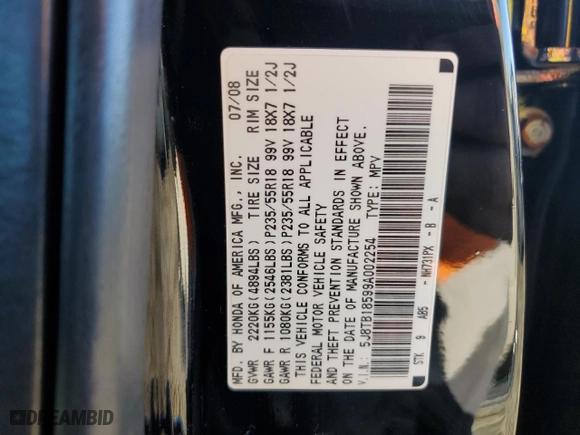 MFD. BY HONDA OF AMERICA MFG., INC. 07/08
GVWR 2220KG(4894LBS) TIRE SIZE RIM SIZE
GAWR F 1155KG(2546LBS)P235/55R18 99V 18X7 1/2J
GAWR R 1080KG(2381LBS)P235/55R18 99V 18X7 1/2J
THIS VEHICLE CONFORMS TO ALL APPLICABLE
FEDERAL MOTOR VEHICLE SAFETY
AND THEFT PREVENTION STANDARDS IN EFFECT
ON THE DATE OF MANUFACTURE SHOWN ABOVE.
V.I.N.: 5J8TB18599A002254 TYPE: MPV
STK 9 AB5 - NH731PX - B - A
DREAMBID